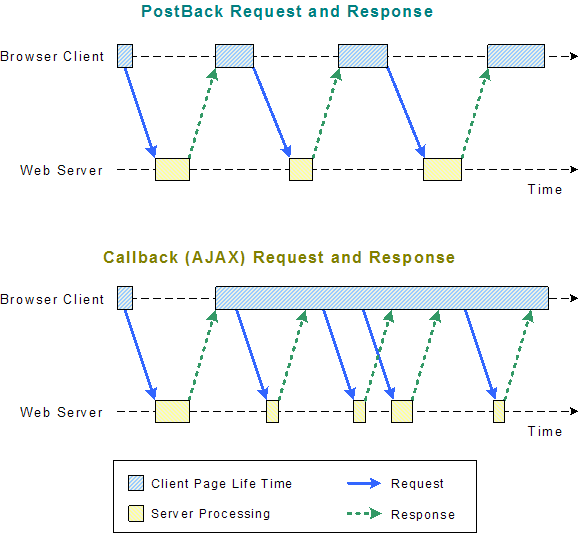 PostBack Request and Response
Browser Client
Web Server
Time
Callback (AJAX) Request and Response
Browser Client
Web Server
Time
Client Page Life Time
Request
Server Processing
Response